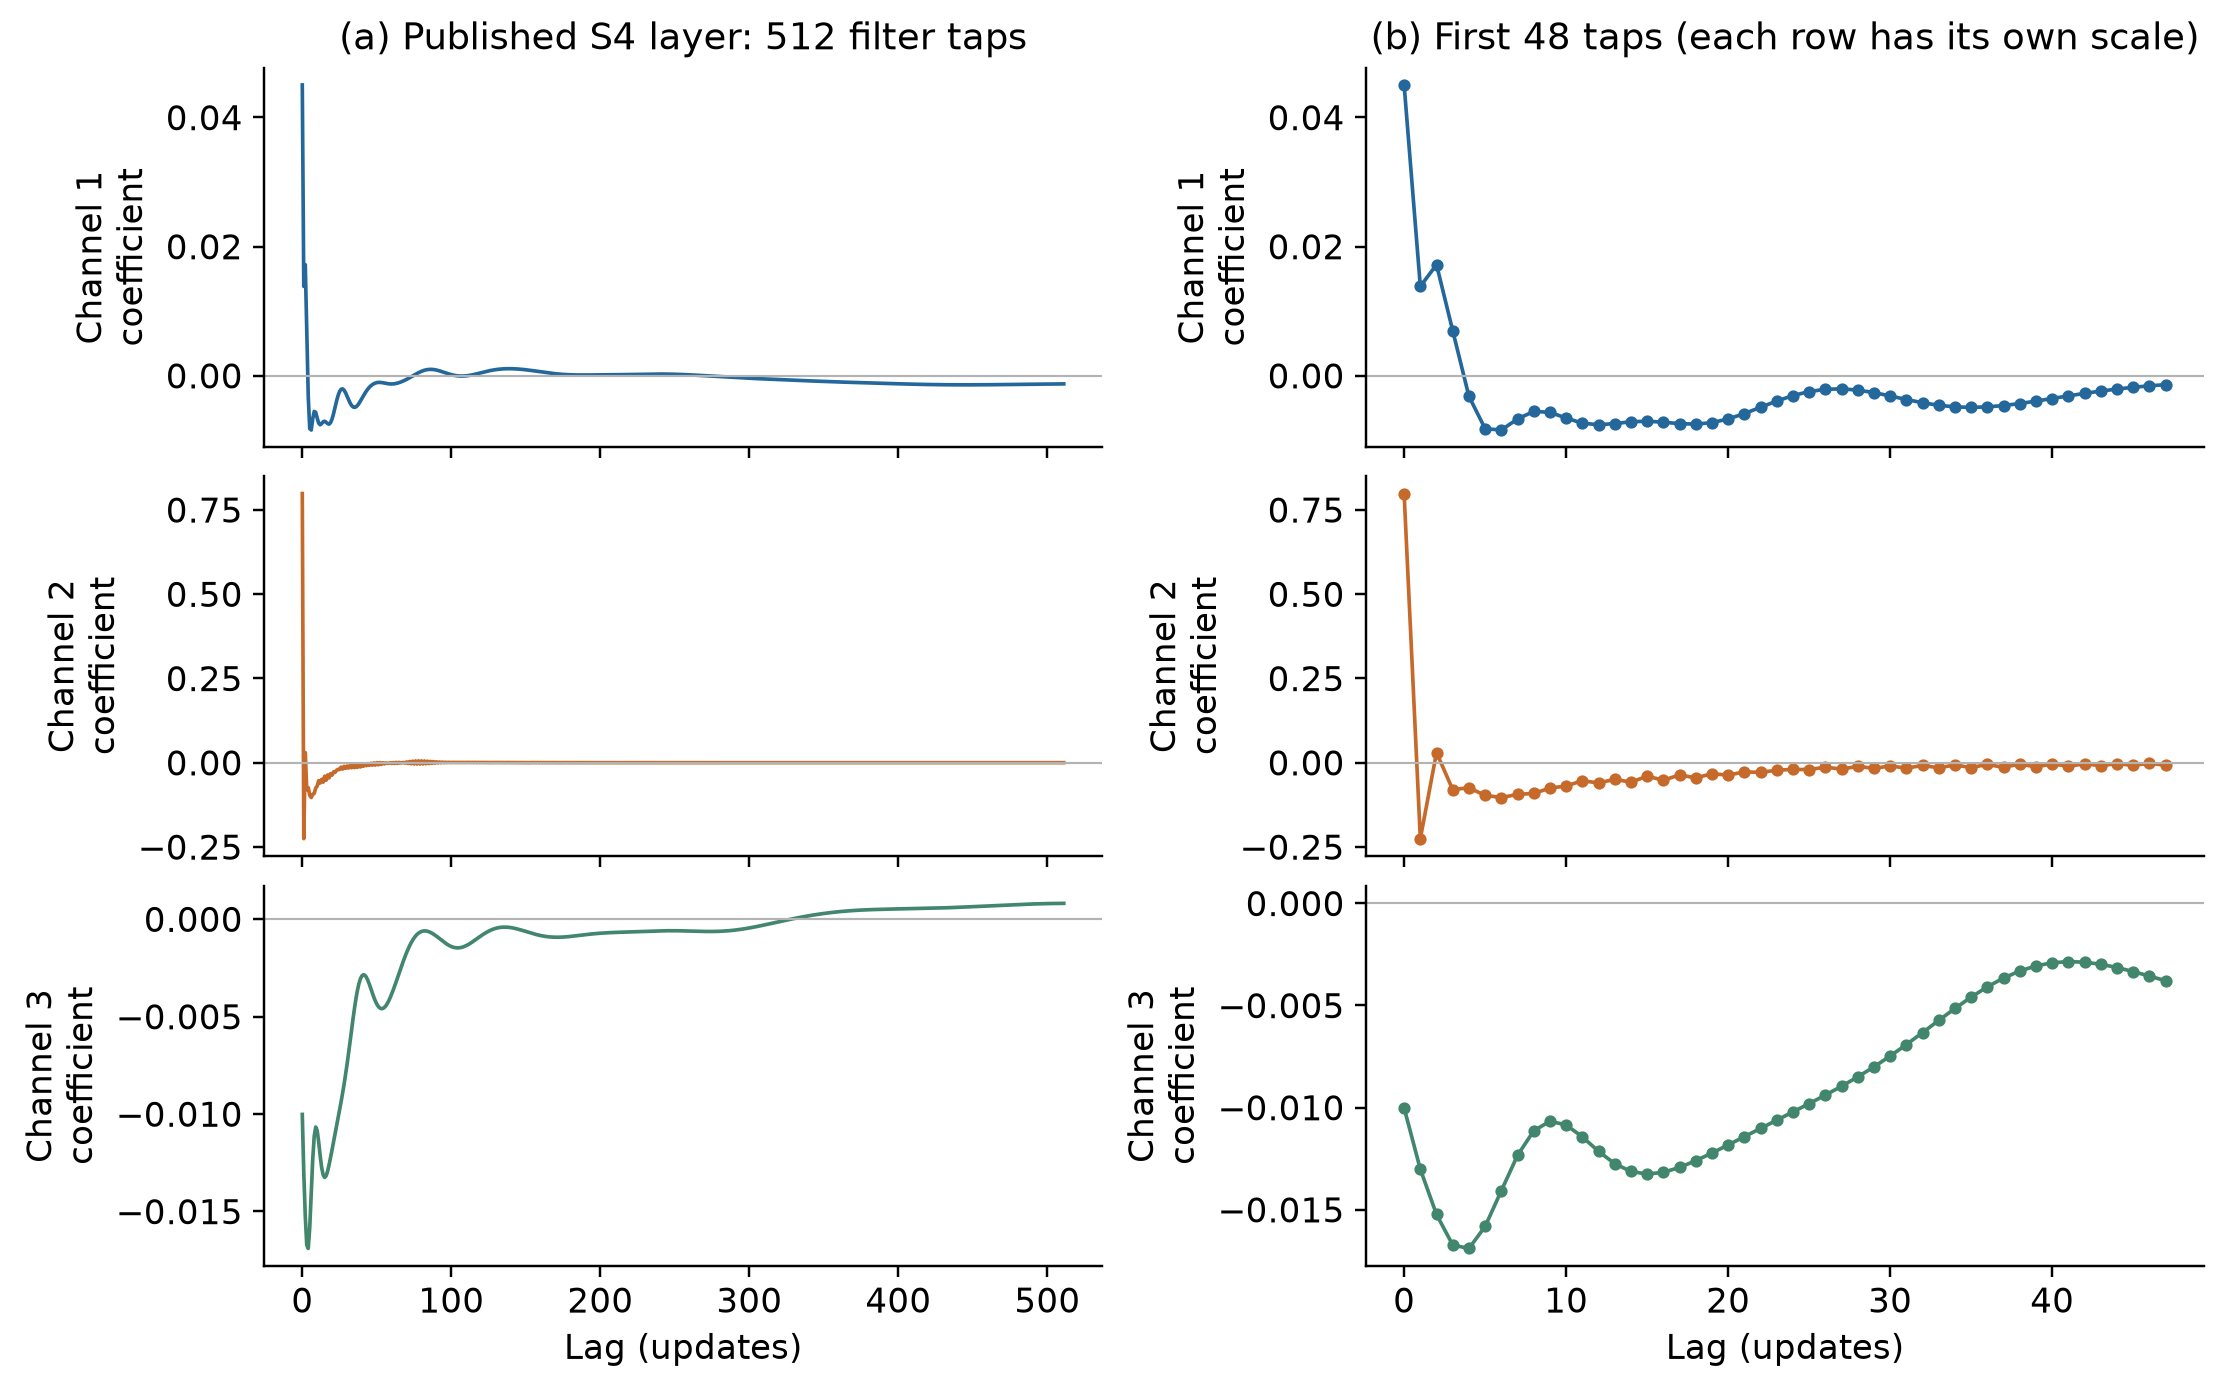 (a) Published S4 layer: 512 filter taps
Channel 1
coefficient
0.04
0.02
0.00
Channel 2
coefficient
0.75
0.50
0.25
0.00
−0.25
Channel 3
coefficient
0.000
−0.005
−0.010
−0.015
0 100 200 300 400 500
Lag (updates)
(b) First 48 taps (each row has its own scale)
Channel 1
coefficient
0.04
0.02
0.00
Channel 2
coefficient
0.75
0.50
0.25
0.00
−0.25
Channel 3
coefficient
0.000
−0.005
−0.010
−0.015
0 10 20 30 40
Lag (updates)